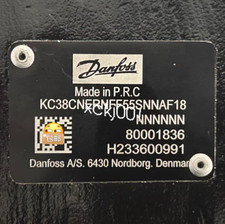 Danfoss
Made in P.R.C
KC38CNERNFF55SNNAF18
NNNNNN
80001836
H233600991
Danfoss A/S. 6430 Nordborg. Denmark